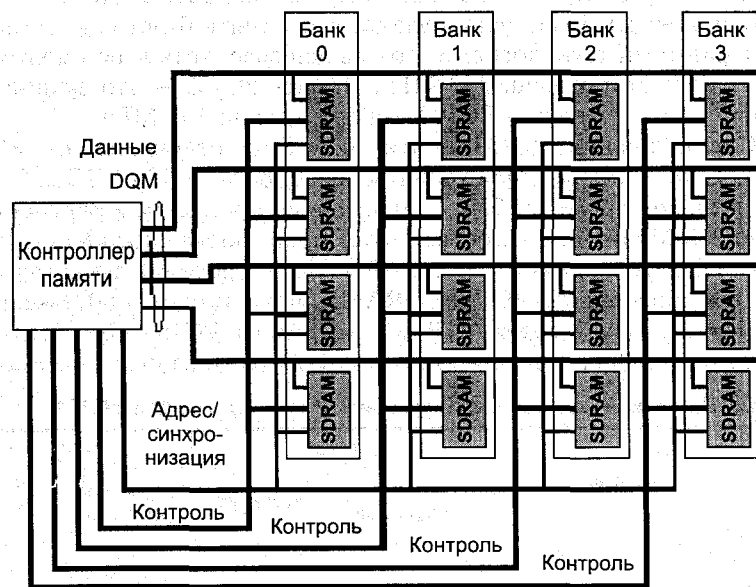 Банк
0
Банк
1
Банк
2
Банк
3
SDRAM
SDRAM
SDRAM
SDRAM
Данные
DQM
SDRAM
SDRAM
SDRAM
SDRAM
Контроллер
памяти
SDRAM
SDRAM
SDRAM
SDRAM
SDRAM
SDRAM
SDRAM
SDRAM
Адрес/
синхро-
низация
Контроль
Контроль
Контроль
Контроль